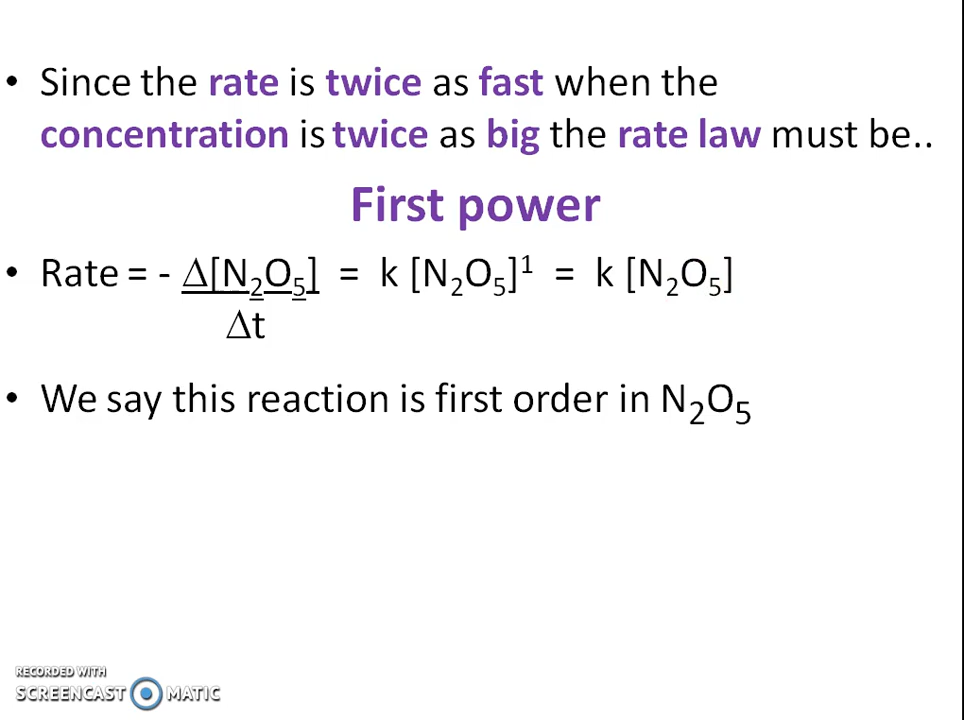 • Since the rate is twice as fast when the
concentration is twice as big the rate law must be..
First power
• Rate = - Δ[N₂O₅] = k [N₂O₅]¹ = k [N₂O₅]
Δt
• We say this reaction is first order in N₂O₅
RECORDED WITH
SCREENCAST MATIC